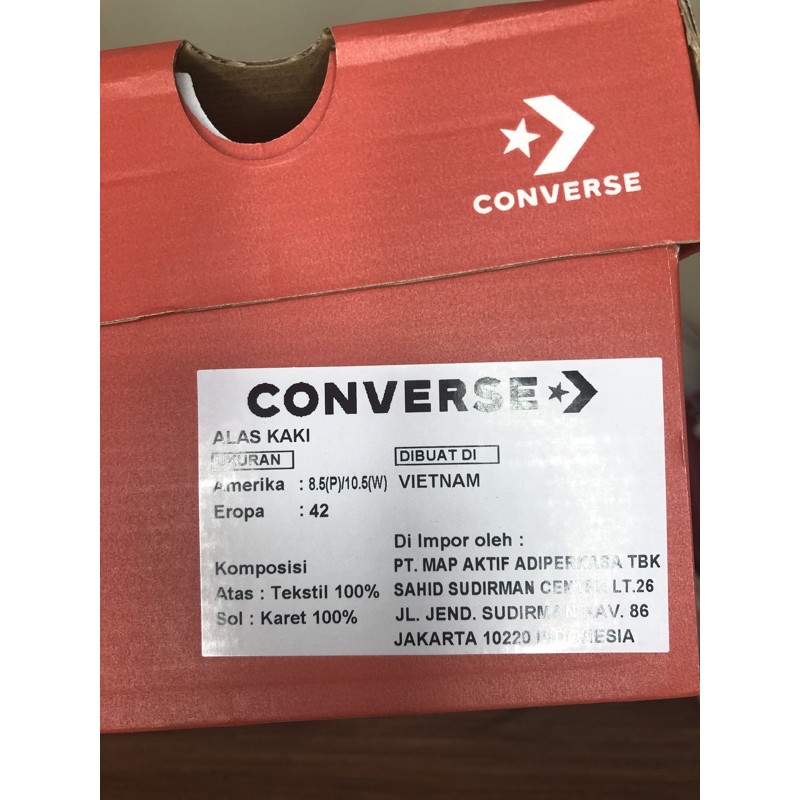 CONVERSE
CONVERSE
ALAS KAKI
UKURAN DIBUAT DI
Amerika : 8.5(P)/10.5(W) VIETNAM
Eropa : 42
Di Impor oleh :
Komposisi PT. MAP AKTIF ADIPERKASA TBK
Atas : Tekstil 100% SAHID SUDIRMAN CENTER LT.26
Sol : Karet 100% JL. JEND. SUDIRMAN KAV. 86
JAKARTA 10220 INDONESIA